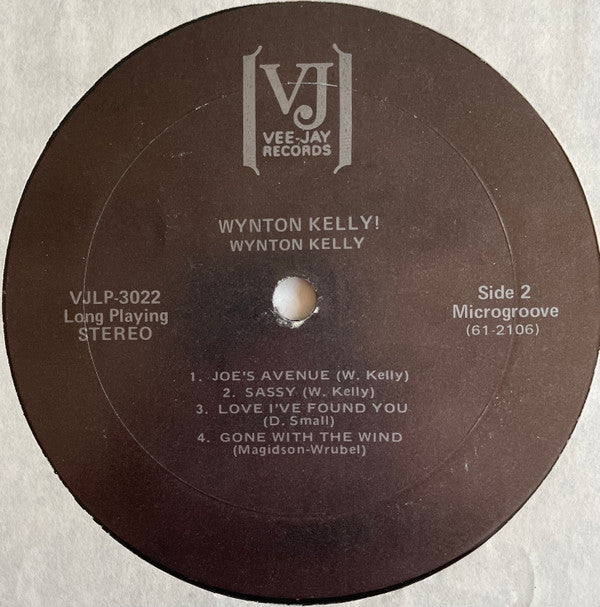 VJ
VEE-JAY
RECORDS
WYNTON KELLY!
WYNTON KELLY
VJLP-3022
Long Playing
STEREO
Side 2
Microgroove
(61-2106)
1. JOE'S AVENUE (W. Kelly)
2. SASSY (W. Kelly)
3. LOVE I'VE FOUND YOU
(D. Small)
4. GONE WITH THE WIND
(Magidson-Wrubel)